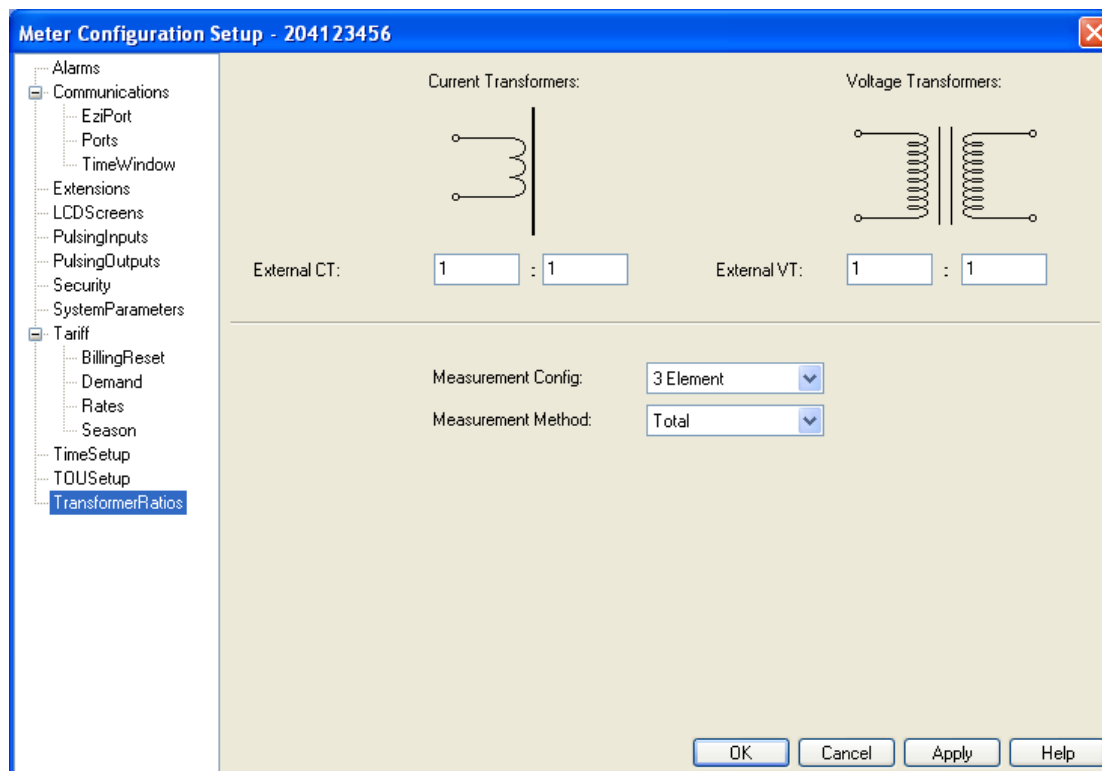 Meter Configuration Setup - 204123456
Alarms
Communications
EziPort
Ports
TimeWindow
Extensions
LCDScreens
PulsingInputs
PulsingOutputs
Security
SystemParameters
Tariff
BillingReset
Demand
Rates
Season
TimeSetup
TOUSetup
TransformerRatios
Current Transformers:
Voltage Transformers:
External CT: 1 : 1
External VT: 1 : 1
Measurement Config: 3 Element
Measurement Method: Total
OK Cancel Apply Help